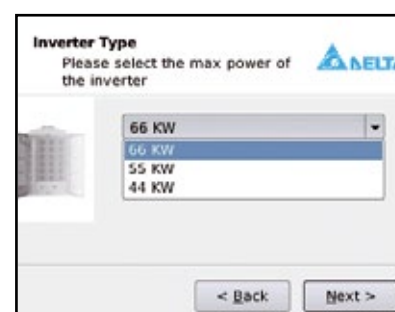 Inverter Type
Please select the max power of
the inverter
66 KW
66 KW
55 KW
44 KW
< Back
Next >